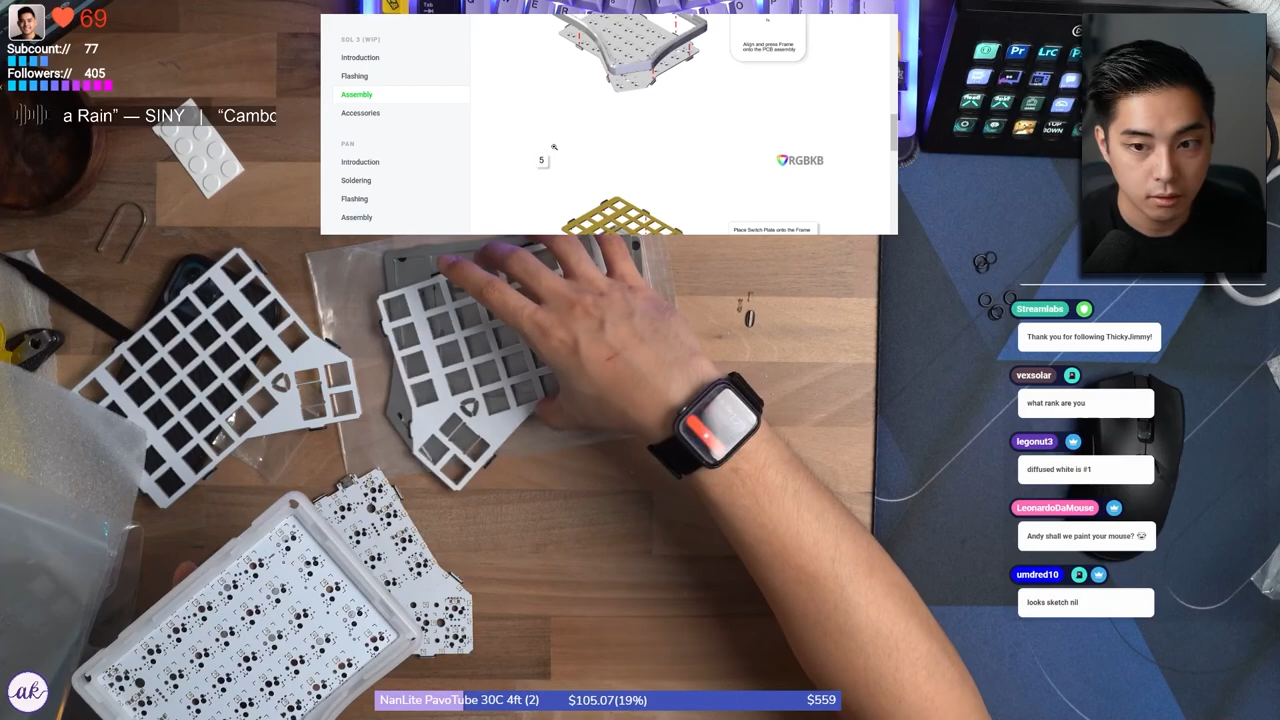 69
Subcount:// 77
Followers:// 405
a Rain” — SINY | “Cambo
SOL 3 (WIP)
Introduction
Flashing
Assembly
Accessories
PAN
Introduction
Soldering
Flashing
Assembly
Align and press Frame
onto the PCB assembly
5
RGBKB
Place Switch Plate onto the Frame
Pr
Lrc
Streamlabs
Thank you for following ThickyJimmy!
vexsolar
what rank are you
legonut3
diffused white is #1
LeonardoDaMouse
Andy shall we paint your mouse?
umdred10
looks sketch nil
ak
NanLite PavoTube 30C 4ft (2) $105.07(19%) $559